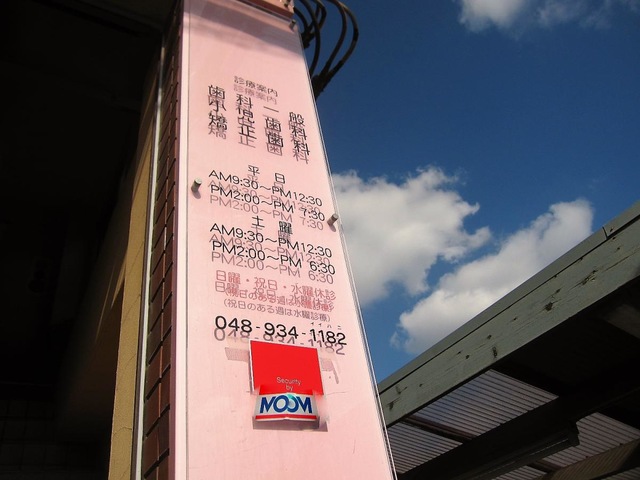 診療案内
歯科一般
小児歯科
矯正歯科
平日
AM9:30～PM12:30
PM2:00～PM 7:30
土曜
AM9:30～PM12:30
PM2:00～PM 6:30
日曜・祝日・水曜休診
(祝日のある週は水曜診療)
048-934-1182
Security
by
MOOM